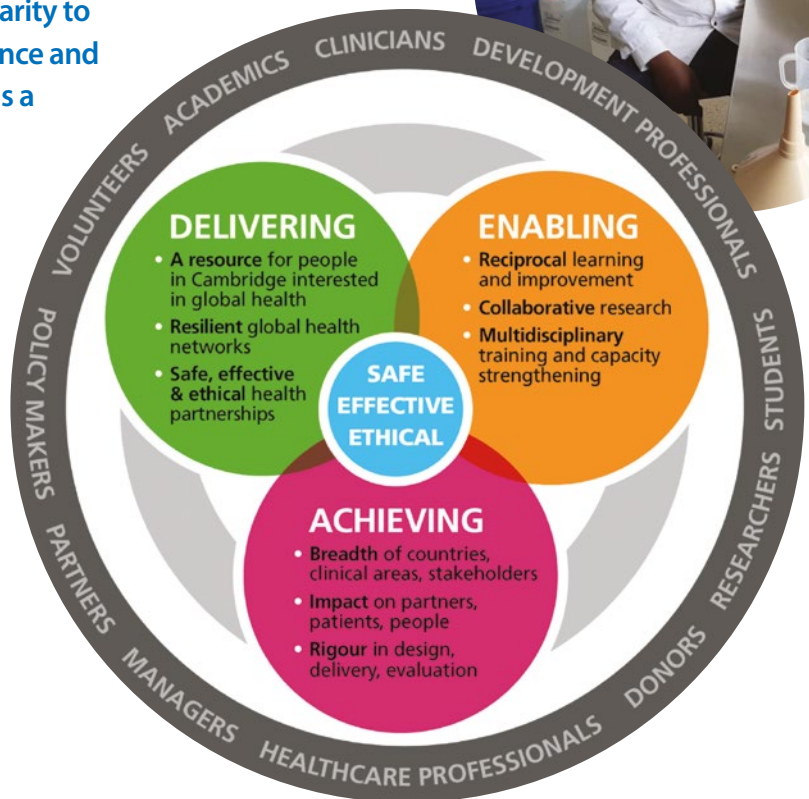 arity to
ence and
s a
CLINICIANS
DEVELOPMENT PROFESSIONALS
STUDENTS
RESEARCHERS
DONORS
HEALTHCARE PROFESSIONALS
MANAGERS
PARTNERS
POLICY MAKERS
VOLUNTEERS
ACADEMICS
DELIVERING
• A resource for people
in Cambridge interested
in global health
• Resilient global health
networks
• Safe, effective
& ethical health
partnerships
ENABLING
• Reciprocal learning
and improvement
• Collaborative research
• Multidisciplinary
training and capacity
strengthening
SAFE
EFFECTIVE
ETHICAL
ACHIEVING
• Breadth of countries,
clinical areas, stakeholders
• Impact on partners,
patients, people
• Rigour in design,
delivery, evaluation